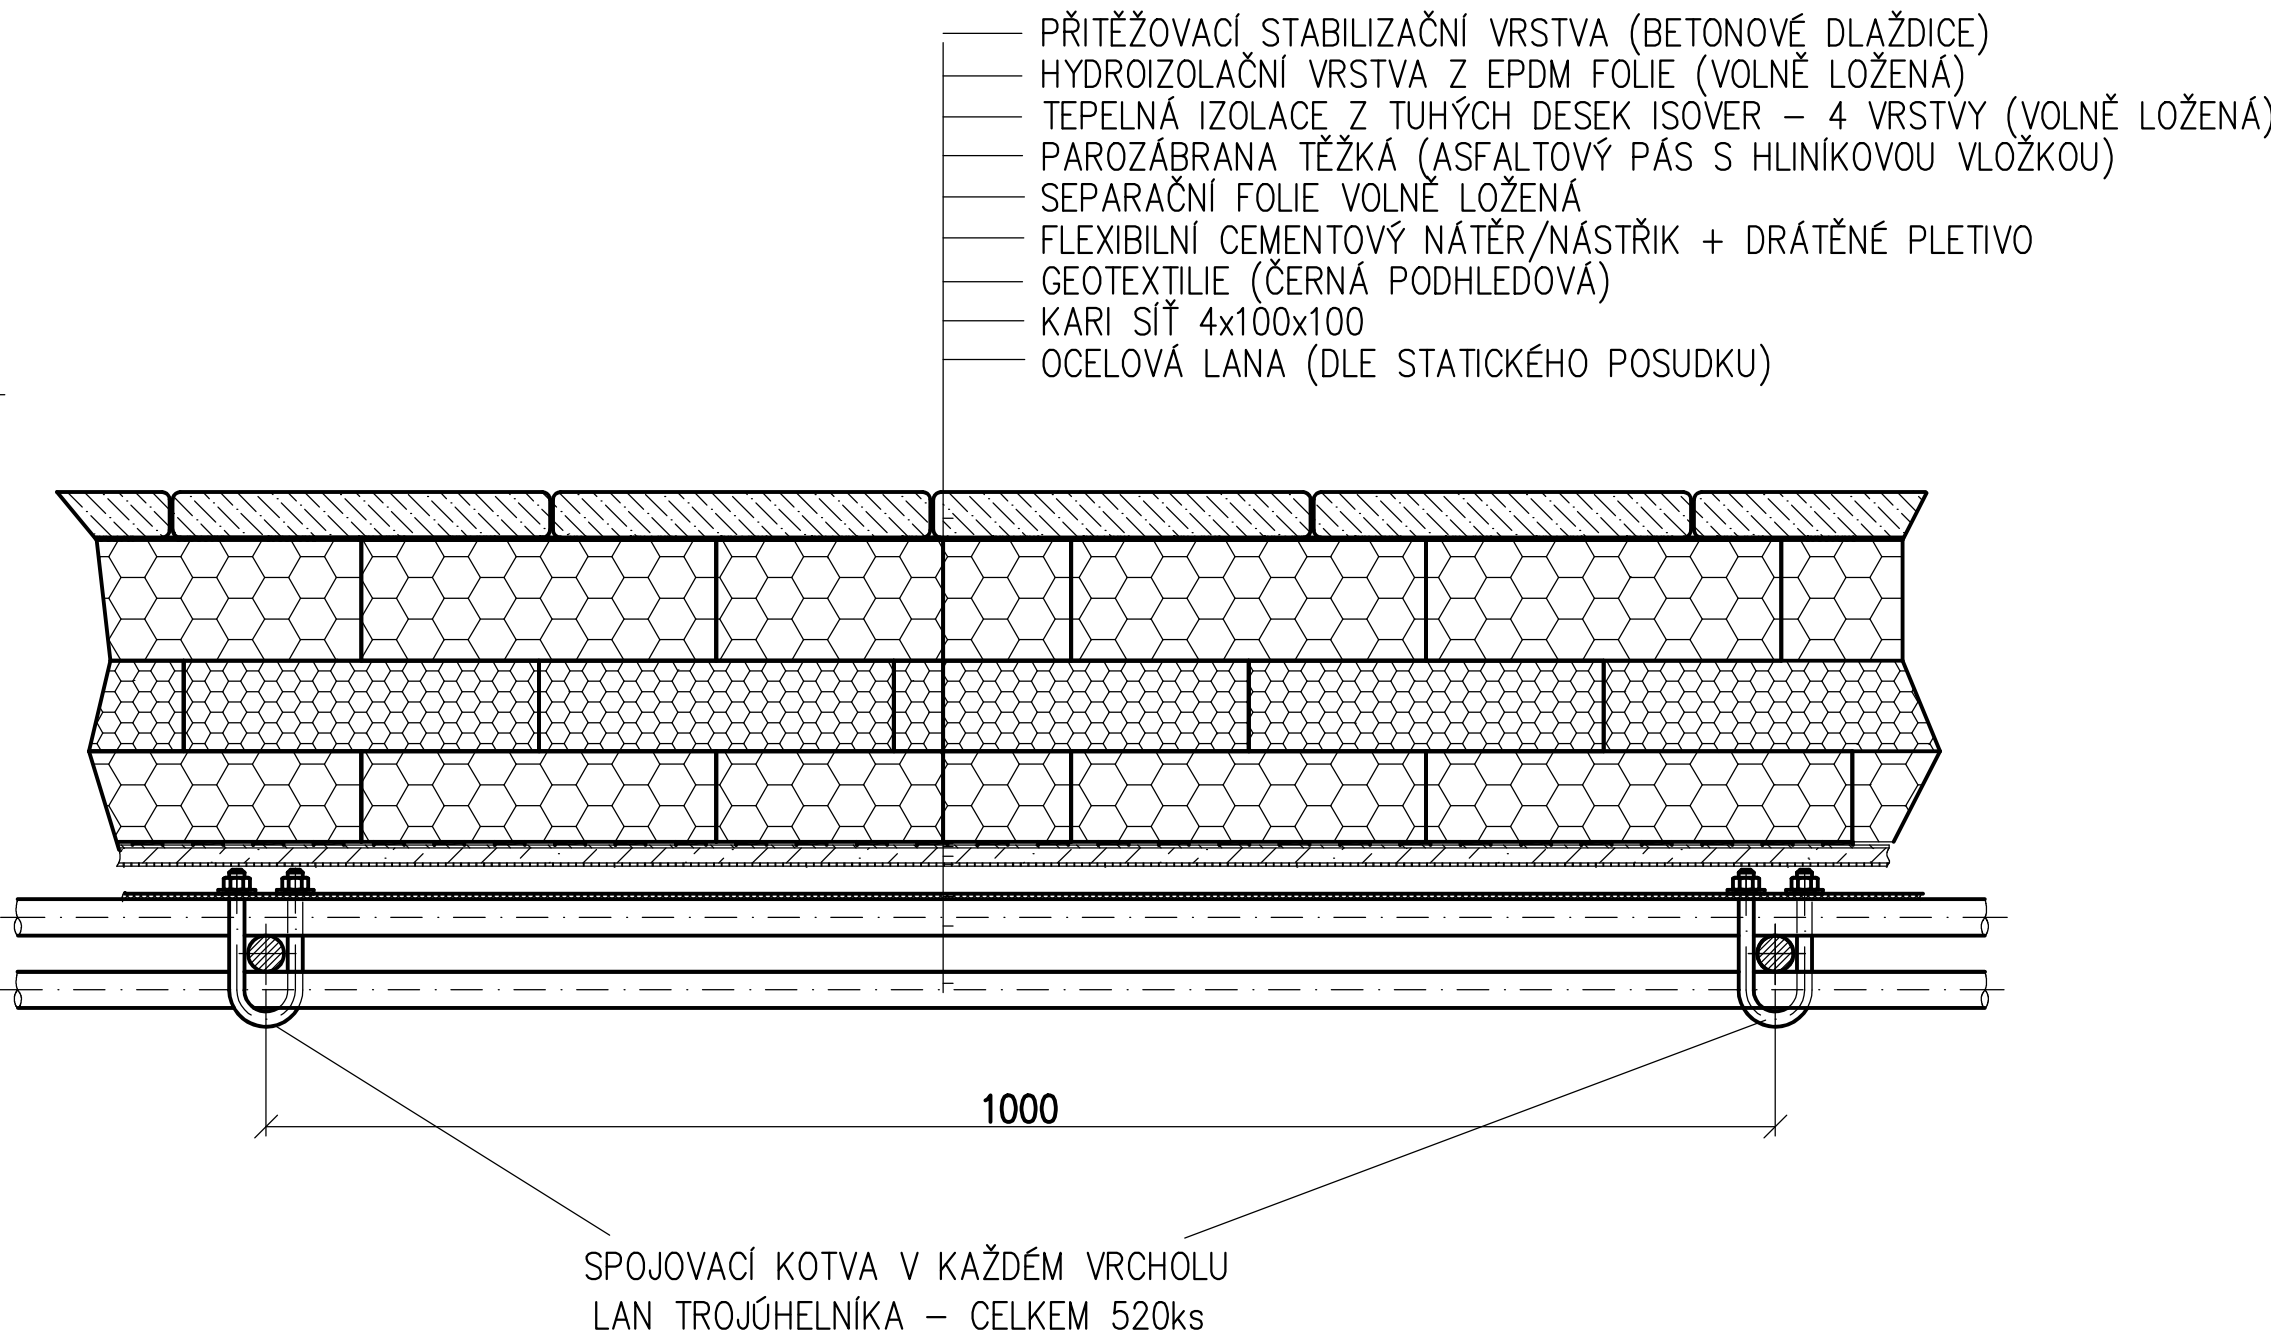 PŘITĚŽOVACÍ STABILIZAČNÍ VRSTVA (BETONOVÉ DLAŽDICE)
HYDROIZOLAČNÍ VRSTVA Z EPDM FOLIE (VOLNĚ LOŽENÁ)
TEPELNÁ IZOLACE Z TUHÝCH DESEK ISOVER – 4 VRSTVY (VOLNĚ LOŽENÁ)
PAROZÁBRANA TĚŽKÁ (ASFALTOVÝ PÁS S HLINÍKOVOU VLOŽKOU)
SEPARAČNÍ FOLIE VOLNĚ LOŽENÁ
FLEXIBILNÍ CEMENTOVÝ NÁTĚR/NÁSTŘIK + DRÁTĚNÉ PLETIVO
GEOTEXTILIE (ČERNÁ PODHLEDOVÁ)
KARI SÍŤ 4x100x100
OCELOVÁ LANA (DLE STATICKÉHO POSUDKU)
1000
SPOJOVACÍ KOTVA V KAŽDÉM VRCHOLU
LAN TROJÚHELNÍKA – CELKEM 520ks